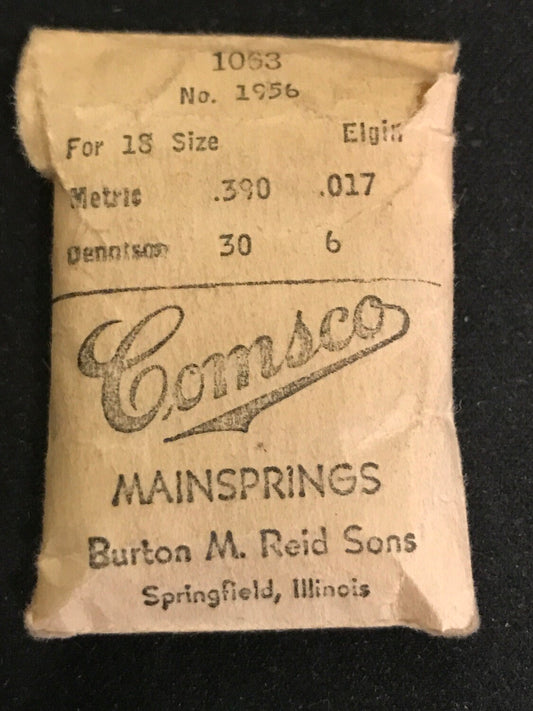 1063
No. 1956
For 18 Size Elgin
Metric .390 .017
Dennison 30 6
Comsco
MAINSPRINGS
Burton M. Reid Sons
Springfield, Illinois